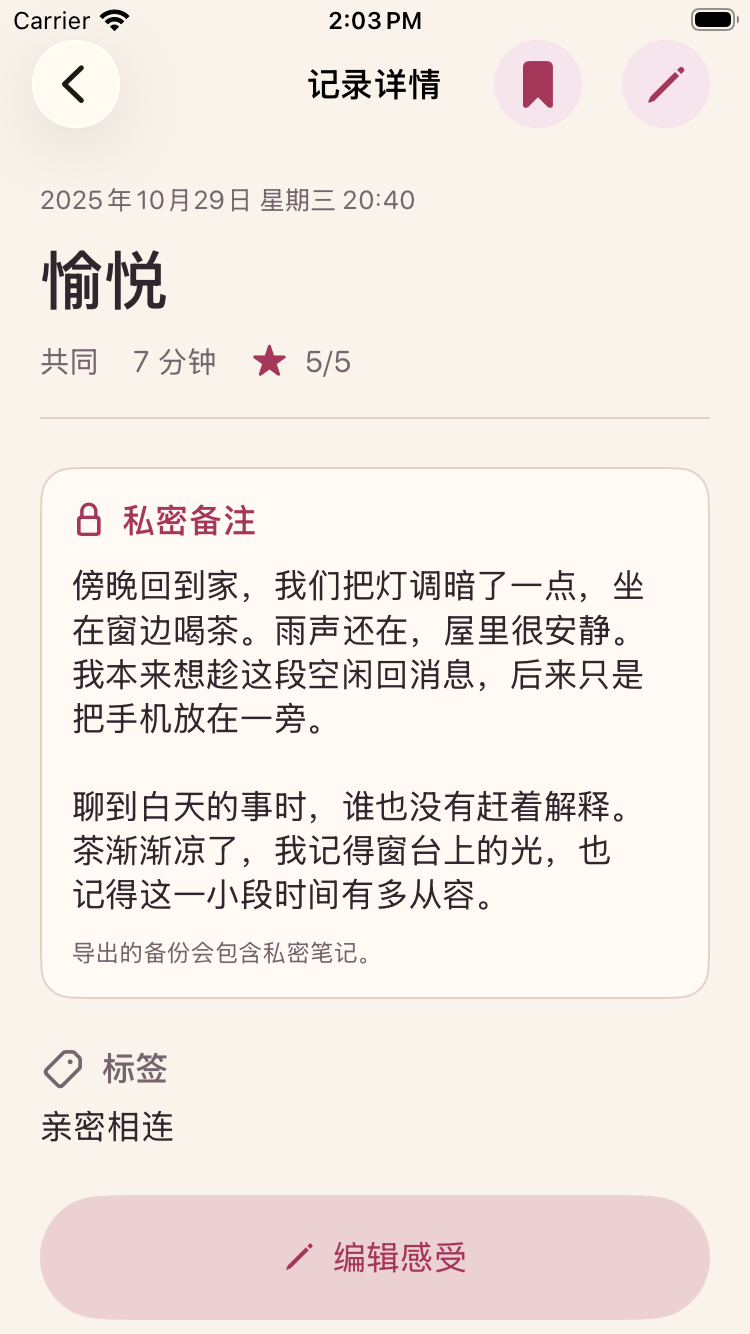 Carrier
2:03 PM
记录详情
2025年10月29日 星期三 20:40
愉悦
共同 7 分钟 5/5
私密备注
傍晚回到家，我们把灯调暗了一点，坐
在窗边喝茶。雨声还在，屋里很安静。
我本来想趁这段空闲回消息，后来只是
把手机放在一旁。
聊到白天的事时，谁也没有赶着解释。
茶渐渐凉了，我记得窗台上的光，也
记得这一小段时间有多从容。
导出的备份会包含私密笔记。
标签
亲密相连
编辑感受